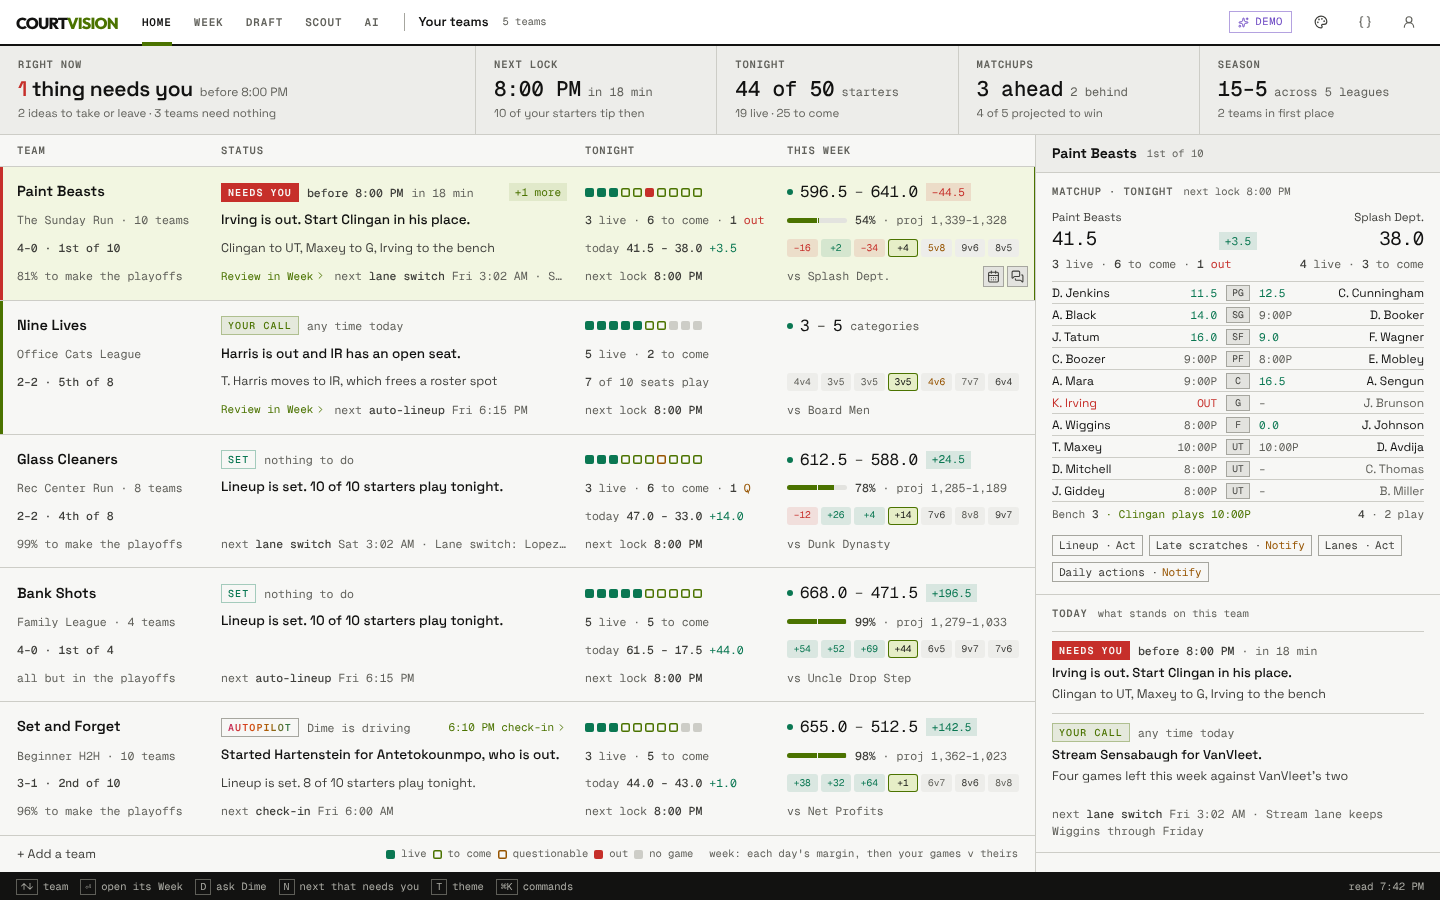 COURTVISION HOME WEEK DRAFT SCOUT AI Your teams 5 teams DEMO { }
RIGHT NOW
1 thing needs you before 8:00 PM
2 ideas to take or leave · 3 teams need nothing
NEXT LOCK
8:00 PM in 18 min
10 of your starters tip then
TONIGHT
44 of 50 starters
19 live · 25 to come
MATCHUPS
3 ahead 2 behind
4 of 5 projected to win
SEASON
15-5 across 5 leagues
2 teams in first place
TEAM STATUS TONIGHT THIS WEEK
Paint Beasts NEEDS YOU before 8:00 PM in 18 min +1 more 596.5 – 641.0 -44.5
The Sunday Run · 10 teams Irving is out. Start Clingan in his place. 3 live · 6 to come · 1 out 54% · proj 1,339-1,328
4-0 · 1st of 10 Clingan to UT, Maxey to G, Irving to the bench today 41.5 – 38.0 +3.5 -16 +2 -34 +4 5v8 9v6 8v5
81% to make the playoffs Review in Week › next lane switch Fri 3:02 AM · S… next lock 8:00 PM vs Splash Dept.
Nine Lives YOUR CALL any time today 3 – 5 categories
Office Cats League Harris is out and IR has an open seat. 5 live · 2 to come
2-2 · 5th of 8 T. Harris moves to IR, which frees a roster spot 7 of 10 seats play 4v4 3v5 3v5 3v5 4v6 7v7 6v4
Review in Week › next auto-lineup Fri 6:15 PM next lock 8:00 PM vs Board Men
Glass Cleaners SET nothing to do 612.5 – 588.0 +24.5
Rec Center Run · 8 teams Lineup is set. 10 of 10 starters play tonight. 3 live · 6 to come · 1 Q 78% · proj 1,285-1,189
2-2 · 4th of 8 today 47.0 – 33.0 +14.0 -12 +26 +4 +14 7v6 8v8 9v7
99% to make the playoffs next lane switch Sat 3:02 AM · Lane switch: Lopez… next lock 8:00 PM vs Dunk Dynasty
Bank Shots SET nothing to do 668.0 – 471.5 +196.5
Family League · 4 teams Lineup is set. 10 of 10 starters play tonight. 5 live · 5 to come 99% · proj 1,279-1,033
4-0 · 1st of 4 today 61.5 – 17.5 +44.0 +54 +52 +69 +44 6v5 9v7 7v6
all but in the playoffs next auto-lineup Fri 6:15 PM next lock 8:00 PM vs Uncle Drop Step
Set and Forget AUTOPILOT Dime is driving 6:10 PM check-in › 655.0 – 512.5 +142.5
Beginner H2H · 10 teams Started Hartenstein for Antetokounmpo, who is out. 3 live · 5 to come 98% · proj 1,362-1,023
3-1 · 2nd of 10 Lineup is set. 8 of 10 starters play tonight. today 44.0 – 43.0 +1.0 +38 +32 +64 +1 6v7 8v6 8v8
96% to make the playoffs next check-in Fri 6:00 AM next lock 8:00 PM vs Net Profits
+ Add a team live to come questionable out no game week: each day's margin, then your games v theirs
Paint Beasts 1st of 10
MATCHUP · TONIGHT next lock 8:00 PM
Paint Beasts Splash Dept.
41.5 +3.5 38.0
3 live · 6 to come · 1 out 4 live · 3 to come
D. Jenkins 11.5 PG 12.5 C. Cunningham
A. Black 14.0 SG 9:00P D. Booker
J. Tatum 16.0 SF 9.0 F. Wagner
C. Boozer 9:00P PF 8:00P E. Mobley
A. Mara 9:00P C 16.5 A. Sengun
K. Irving OUT G – J. Brunson
A. Wiggins 8:00P F 0.0 J. Johnson
T. Maxey 10:00P UT 10:00P D. Avdija
D. Mitchell 8:00P UT – C. Thomas
J. Giddey 8:00P UT – B. Miller
Bench 3 · Clingan plays 10:00P 4 · 2 play
Lineup · Act Late scratches · Notify Lanes · Act
Daily actions · Notify
TODAY what stands on this team
NEEDS YOU before 8:00 PM · in 18 min
Irving is out. Start Clingan in his place.
Clingan to UT, Maxey to G, Irving to the bench
YOUR CALL any time today
Stream Sensabaugh for VanVleet.
Four games left this week against VanVleet's two
next lane switch Fri 3:02 AM · Stream lane keeps
Wiggins through Friday
↑↓ team ⏎ open its Week D ask Dime N next that needs you T theme ⌘K commands read 7:42 PM